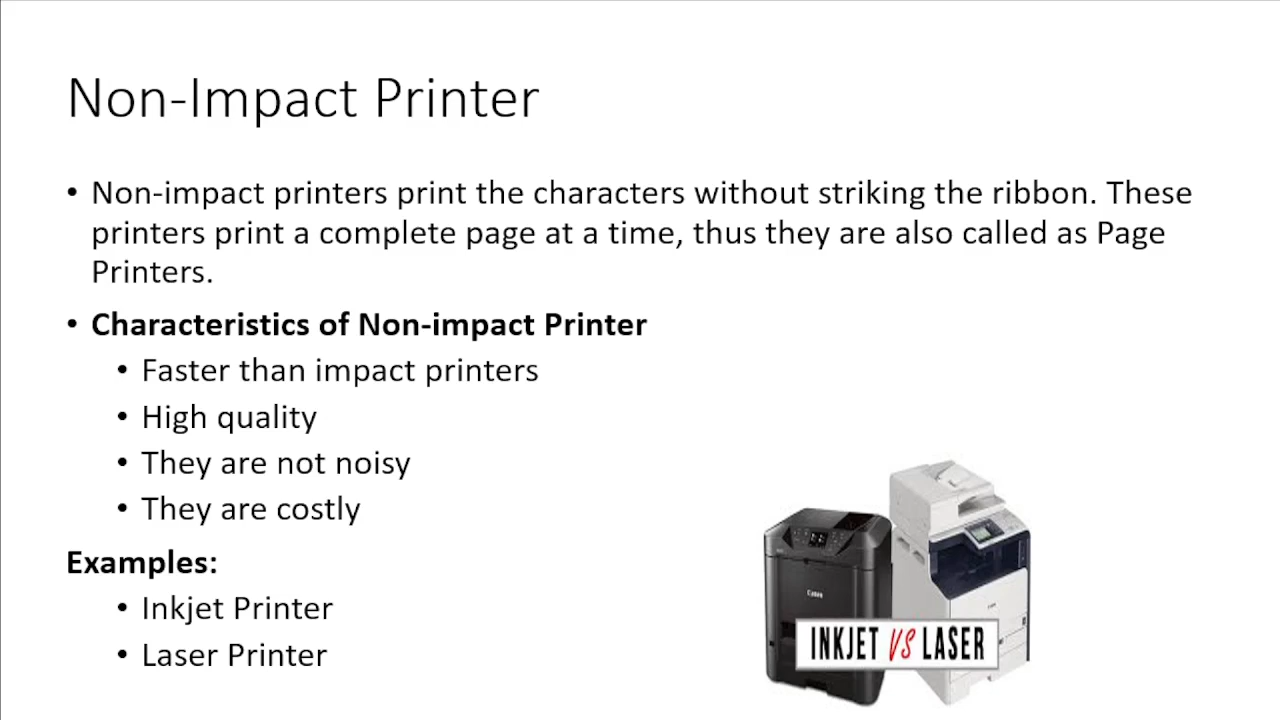 Non-Impact Printer
• Non-impact printers print the characters without striking the ribbon. These
printers print a complete page at a time, thus they are also called as Page
Printers.
• Characteristics of Non-impact Printer
• Faster than impact printers
• High quality
• They are not noisy
• They are costly
Examples:
• Inkjet Printer
• Laser Printer
Canon
INKJET VS LASER